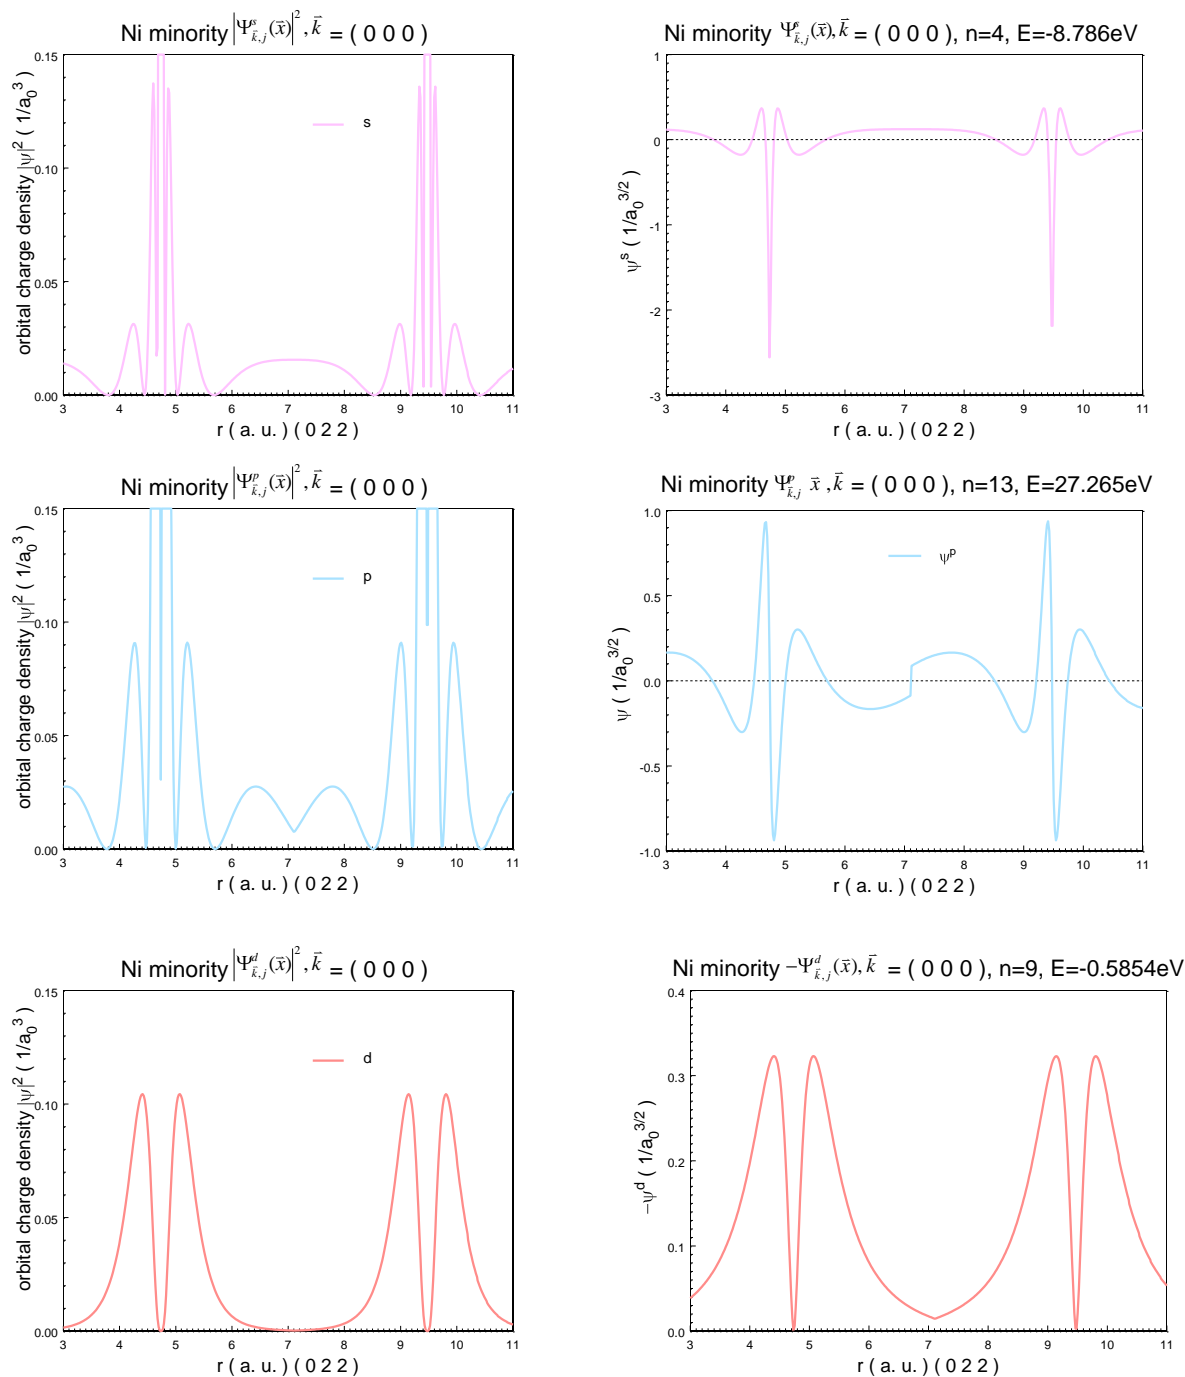 Ni minority |Ψ^s_{k⃗,j}(x⃗)|², k⃗ = ( 0 0 0 )
orbital charge density |ψ|² ( 1/a₀³ )
0.15
0.10
0.05
0.00
s
3 4 5 6 7 8 9 10 11
r ( a. u. ) ( 0 2 2 )
Ni minority Ψ^s_{k⃗,j}(x⃗), k⃗ = ( 0 0 0 ), n=4, E=-8.786eV
ψ^s ( 1/a₀^{3/2} )
1
0
-1
-2
-3
3 4 5 6 7 8 9 10 11
r ( a. u. ) ( 0 2 2 )
Ni minority |Ψ^p_{k⃗,j}(x⃗)|², k⃗ = ( 0 0 0 )
orbital charge density |ψ|² ( 1/a₀³ )
0.15
0.10
0.05
0.00
p
3 4 5 6 7 8 9 10 11
r ( a. u. ) ( 0 2 2 )
Ni minority Ψ^p_{k⃗,j} x⃗ , k⃗ = ( 0 0 0 ), n=13, E=27.265eV
ψ ( 1/a₀^{3/2} )
1.0
0.5
0.0
-0.5
-1.0
ψ^p
3 4 5 6 7 8 9 10 11
r ( a. u. ) ( 0 2 2 )
Ni minority |Ψ^d_{k⃗,j}(x⃗)|², k⃗ = ( 0 0 0 )
orbital charge density |ψ|² ( 1/a₀³ )
0.15
0.10
0.05
0.00
d
3 4 5 6 7 8 9 10 11
r ( a. u. ) ( 0 2 2 )
Ni minority −Ψ^d_{k⃗,j}(x⃗), k⃗ = ( 0 0 0 ), n=9, E=-0.5854eV
−ψ^d ( 1/a₀^{3/2} )
0.4
0.3
0.2
0.1
0.0
3 4 5 6 7 8 9 10 11
r ( a. u. ) ( 0 2 2 )